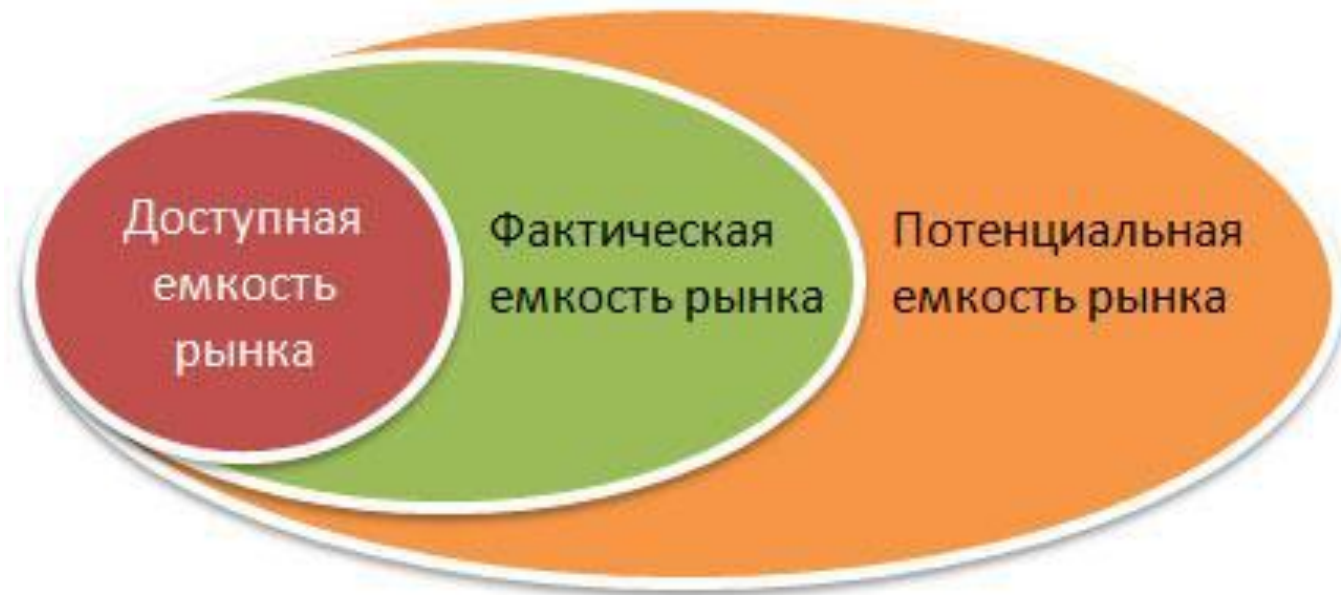 Доступная
емкость
рынка
Фактическая
емкость рынка
Потенциальная
емкость рынка